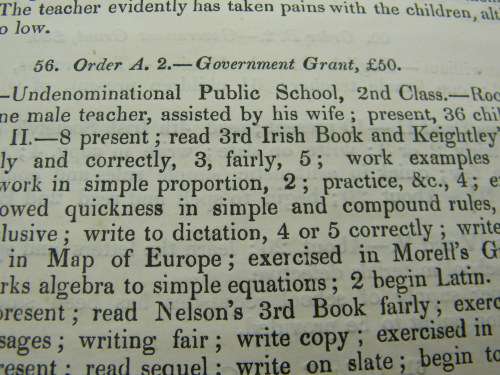 The teacher evidently has taken pains with the children, alt
o low.
56. Order A. 2.—Government Grant, £50.
—Undenominational Public School, 2nd Class.—Roc
ne male teacher, assisted by his wife; present, 36 chil
II.—8 present; read 3rd Irish Book and Keightley'
ly and correctly, 3, fairly, 5; work examples
work in simple proportion, 2; practice, &c., 4; e
owed quickness in simple and compound rules,
lusive; write to dictation, 4 or 5 correctly; write
in Map of Europe; exercised in Morell's G
rks algebra to simple equations; 2 begin Latin.
present; read Nelson's 3rd Book fairly; exerc
sages; writing fair; write copy; exercised in
resent; read sequel; write on slate; begin to